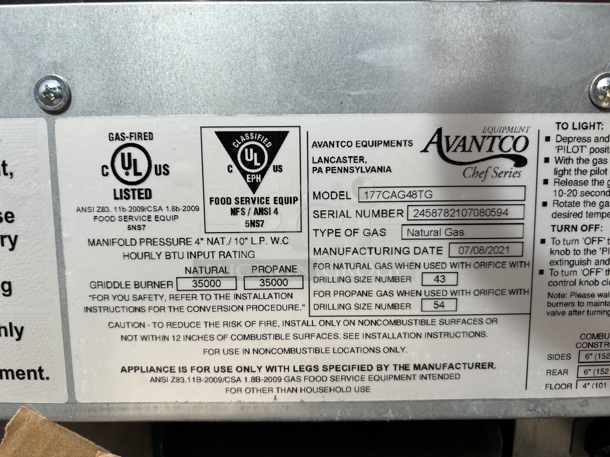 t,
se
ry
g
hly
ment.
GAS-FIRED
C UL US
LISTED
ANSI Z83. 11b-2009/CSA 1.8b-2009
FOOD SERVICE EQUIP
5NS7
CLASSIFIED
C UL US
EPH
FOOD SERVICE EQUIP
NFS / ANSI 4
5NS7
MANIFOLD PRESSURE 4" NAT./ 10" L.P. W.C
HOURLY BTU INPUT RATING
NATURAL PROPANE
GRIDDLE BURNER 35000 35000
"FOR YOU SAFETY, REFER TO THE INSTALLATION
INSTRUCTIONS FOR THE CONVERSION PROCEDURE."
AVANTCO EQUIPMENTS
LANCASTER,
PA PENNSYLVANIA
EQUIPMENT
AVANTCO
Chef Series
MODEL 177CAG48TG
SERIAL NUMBER 2458782107080594
TYPE OF GAS Natural Gas
MANUFACTURING DATE 07/08/2021
FOR NATURAL GAS WHEN USED WITH ORIFICE WITH
DRILLING SIZE NUMBER 43
FOR PROPANE GAS WHEN USED WITH ORIFICE WITH
DRILLING SIZE NUMBER 54
CAUTION - TO REDUCE THE RISK OF FIRE, INSTALL ONLY ON NONCOMBUSTIBLE SURFACES OR
NOT WITHIN 12 INCHES OF COMBUSTIBLE SURFACES. SEE INSTALLATION INSTRUCTIONS.
FOR USE IN NONCOMBUSTIBLE LOCATIONS ONLY.
APPLIANCE IS FOR USE ONLY WITH LEGS SPECIFIED BY THE MANUFACTURER.
ANSI Z83.11B-2009/CSA 1.8B-2009 GAS FOOD SERVICE EQUIPMENT INTENDED
FOR OTHER THAN HOUSEHOLD USE
TO LIGHT:
Depress and
'PILOT' posit
With the gas
light the pilot
Release the g
10-20 second
Rotate the ga
desired tempe
TURN OFF:
To turn 'OFF' t
knob to the 'PI
extinguish and
To turn 'OFF' t
control knob cl
Note: Please wai
burners to maintai
valve after turning
COMBU
CONSTR
SIDES 6" (152
REAR 6" (152
FLOOR 4" /101